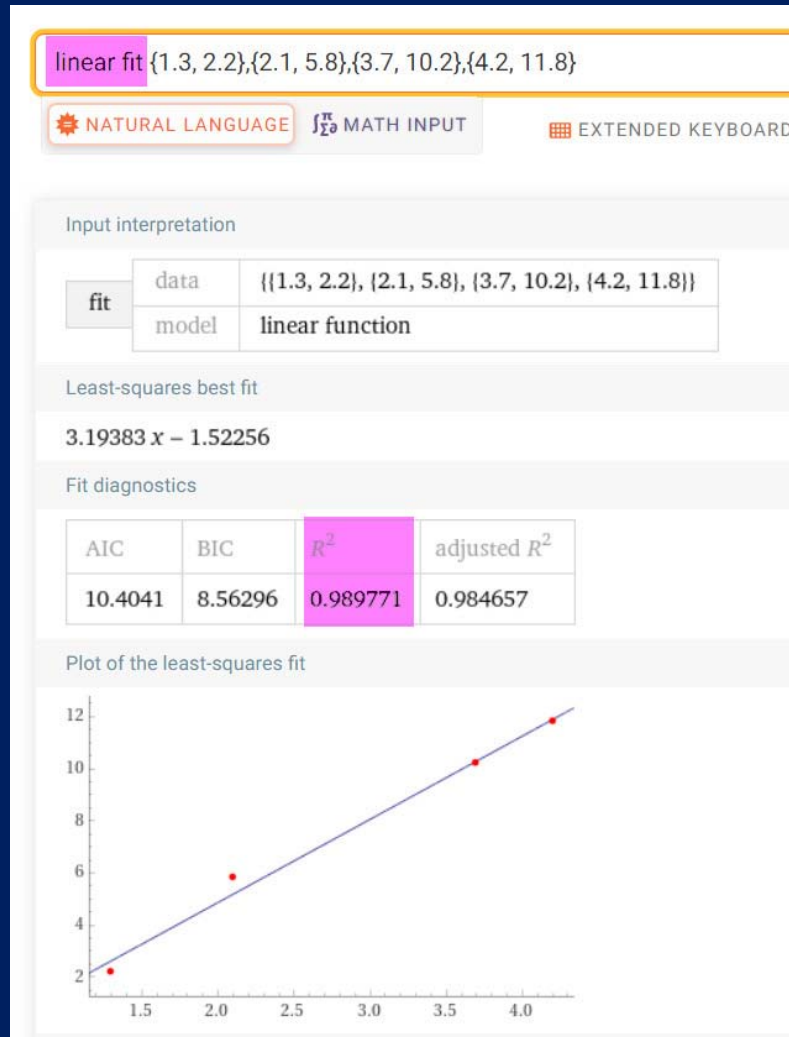 linear fit {1.3, 2.2},{2.1, 5.8},{3.7, 10.2},{4.2, 11.8}
NATURAL LANGUAGE ∫Σ∂π MATH INPUT EXTENDED KEYBOARD
Input interpretation
fit
data {{1.3, 2.2}, {2.1, 5.8}, {3.7, 10.2}, {4.2, 11.8}}
model linear function
Least-squares best fit
3.19383 x – 1.52256
Fit diagnostics
AIC BIC R² adjusted R²
10.4041 8.56296 0.989771 0.984657
Plot of the least-squares fit
12
10
8
6
4
2
1.5 2.0 2.5 3.0 3.5 4.0